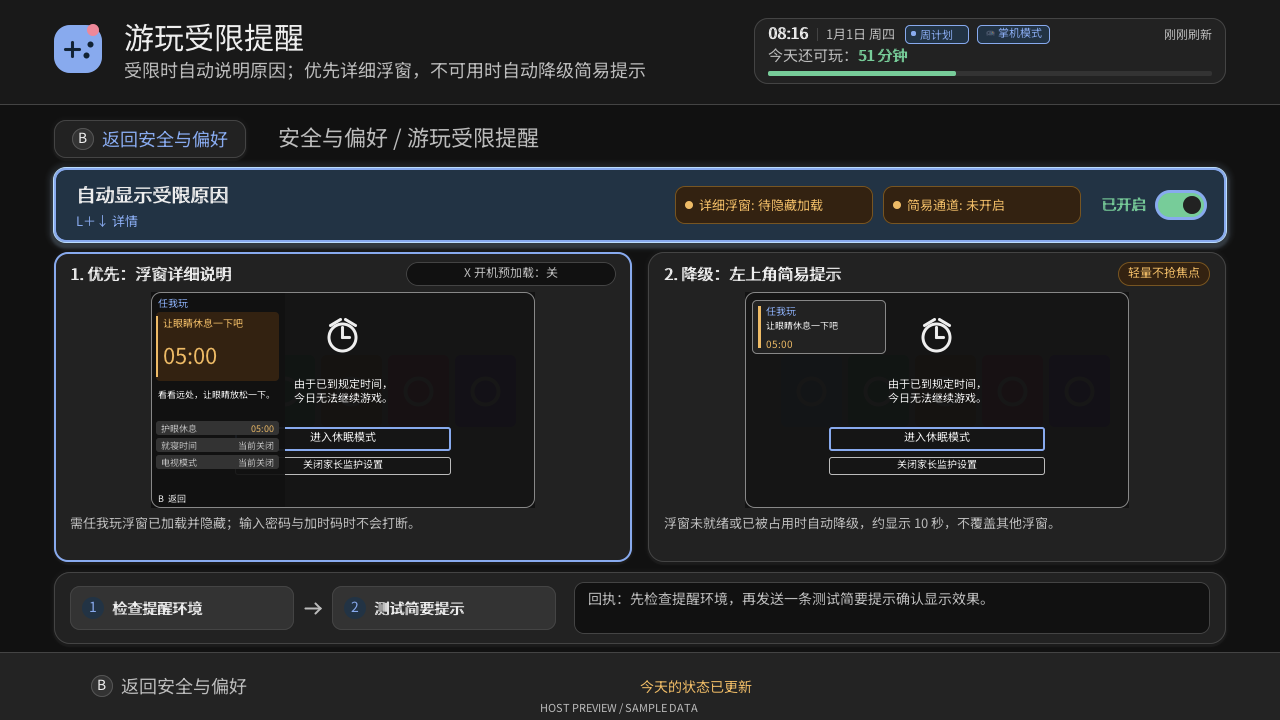 游玩受限提醒
受限时自动说明原因；优先详细浮窗，不可用时自动降级简易提示
08:16 1月1日 周四 周计划 掌机模式 刚刚刷新
今天还可玩：51 分钟
B 返回安全与偏好
安全与偏好 / 游玩受限提醒
自动显示受限原因
L＋↓ 详情
详细浮窗: 待隐藏加载
简易通道: 未开启
已开启
1. 优先：浮窗详细说明
X 开机预加载：关
任我玩
让眼睛休息一下吧
05:00
看看远处，让眼睛放松一下。
护眼休息 05:00
就寝时间 当前关闭
电视模式 当前关闭
B 返回
由于已到规定时间，
今日无法继续游戏。
进入休眠模式
关闭家长监护设置
需任我玩浮窗已加载并隐藏；输入密码与加时码时不会打断。
2. 降级：左上角简易提示
轻量不抢焦点
任我玩
让眼睛休息一下吧
05:00
由于已到规定时间，
今日无法继续游戏。
进入休眠模式
关闭家长监护设置
浮窗未就绪或已被占用时自动降级，约显示 10 秒，不覆盖其他浮窗。
1 检查提醒环境
→
2 测试简要提示
回执：先检查提醒环境，再发送一条测试简要提示确认显示效果。
B 返回安全与偏好
今天的状态已更新
HOST PREVIEW / SAMPLE DATA